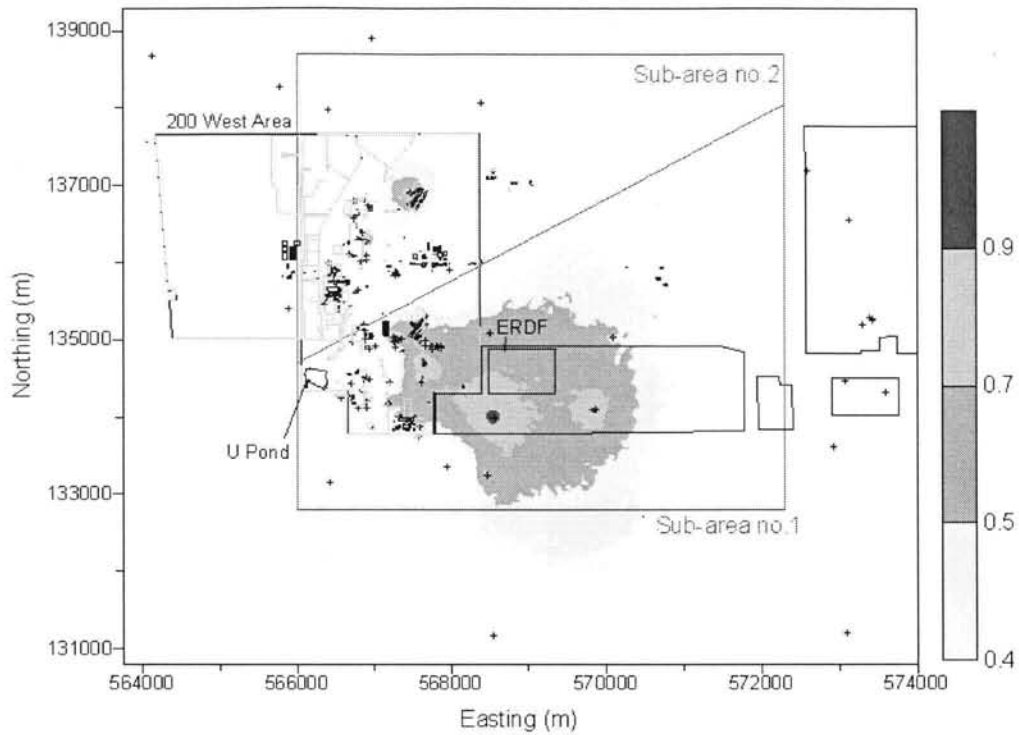 139000
Sub-area no.2
200 West Area
137000
0.9
Northing (m)
135000
ERDF
0.7
U Pond
133000
0.5
Sub-area no.1
131000
0.4
564000 566000 568000 570000 572000 574000
Easting (m)